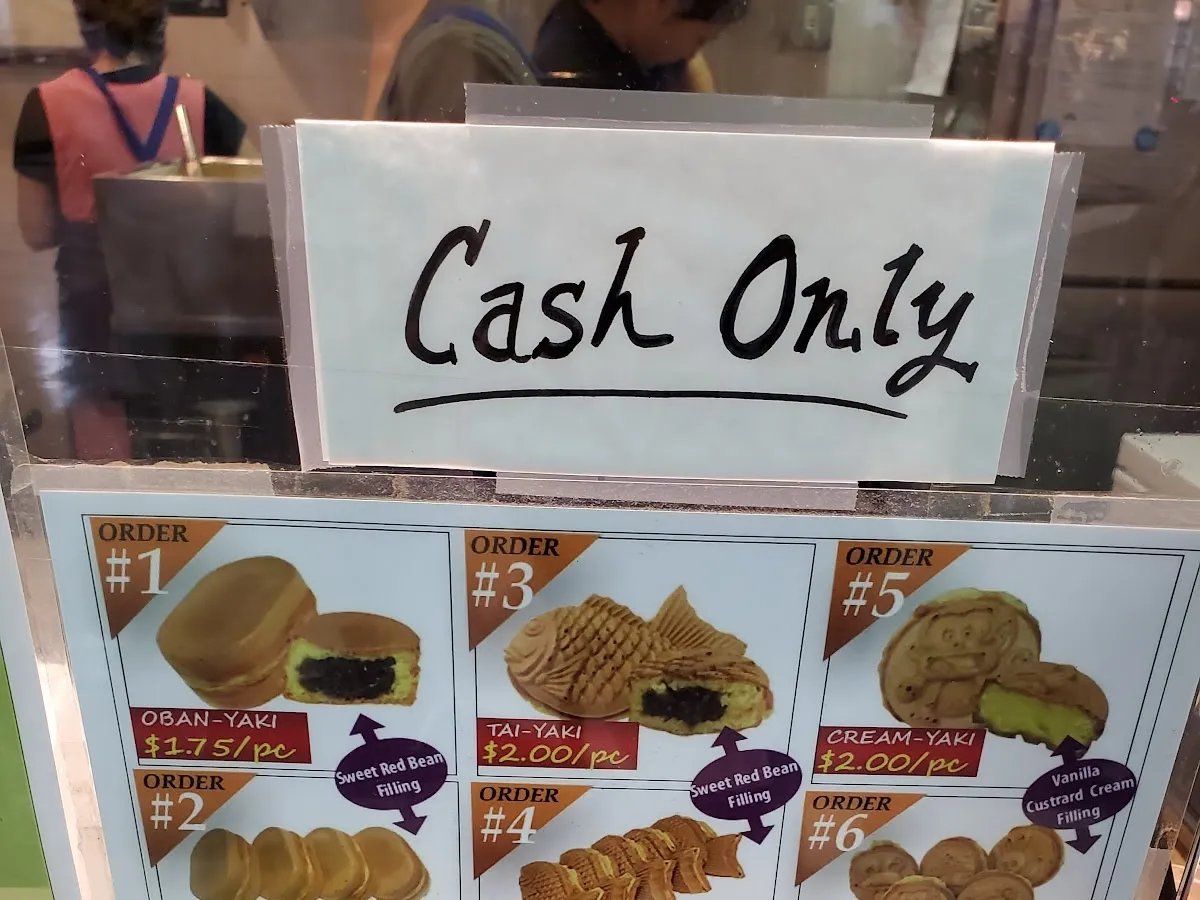 Cash Only
ORDER
#1
OBAN-YAKI
$1.75/pc
Sweet Red Bean
Filling
ORDER
#3
TAI-YAKI
$2.00/pc
Sweet Red Bean
Filling
ORDER
#5
CREAM-YAKI
$2.00/pc
Vanilla
Custrard Cream
Filling
ORDER
#2
ORDER
#4
ORDER
#6